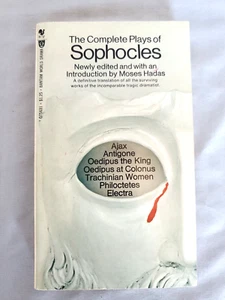 The Complete Plays of
Sophocles
Newly edited and with an
Introduction by Moses Hadas
A definitive translation of all the surviving
works of the incomparable tragic dramatist.
Ajax
Antigone
Oedipus the King
Oedipus at Colonus
Trachinian Women
Philoctetes
Electra